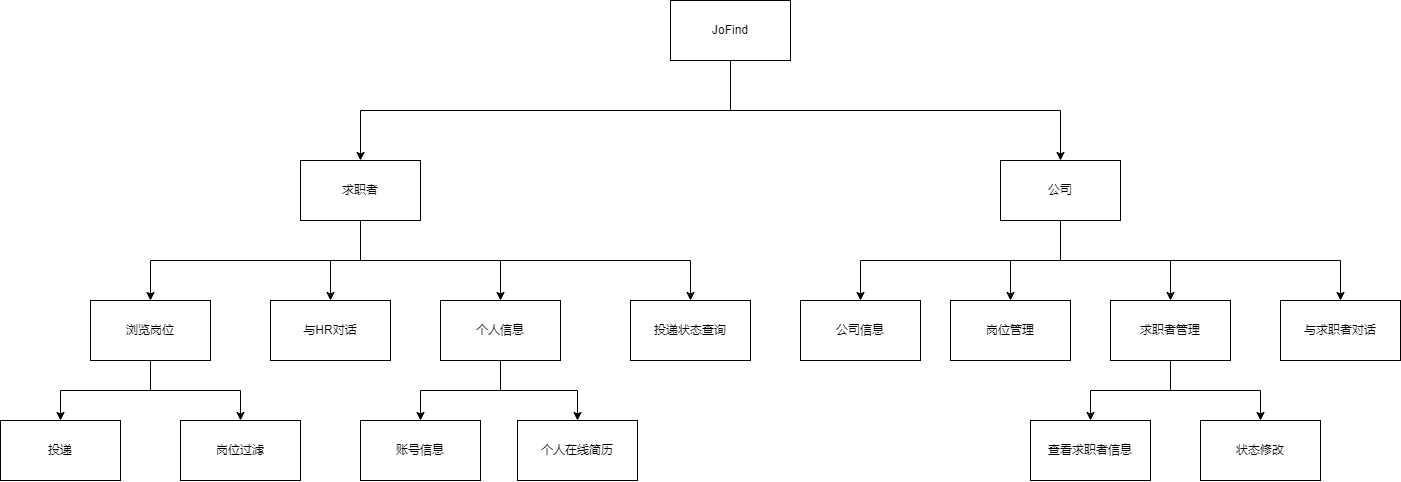 JoFind
求职者
公司
浏览岗位
与HR对话
个人信息
投递状态查询
公司信息
岗位管理
求职者管理
与求职者对话
投递
岗位过滤
账号信息
个人在线简历
查看求职者信息
状态修改